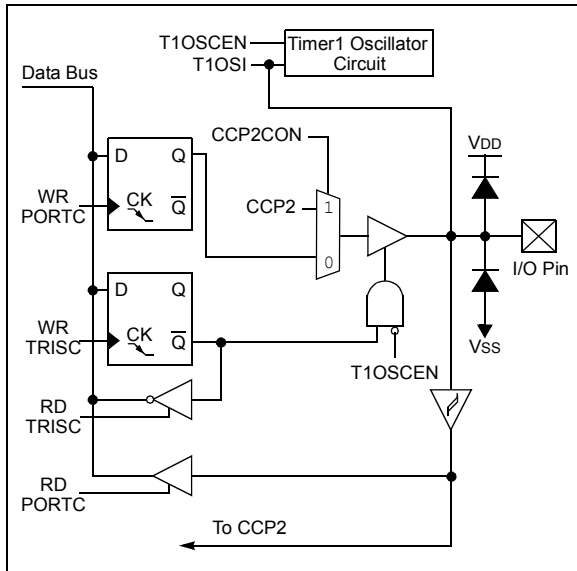 T1OSCEN
Timer1 Oscillator
Circuit
T1OSI
Data Bus
CCP2CON
VDD
D Q
WR
PORTC
CK
Q
CCP2
1
0
I/O Pin
D Q
WR
TRISC
CK
Q
VSS
T1OSCEN
RD
TRISC
RD
PORTC
To CCP2